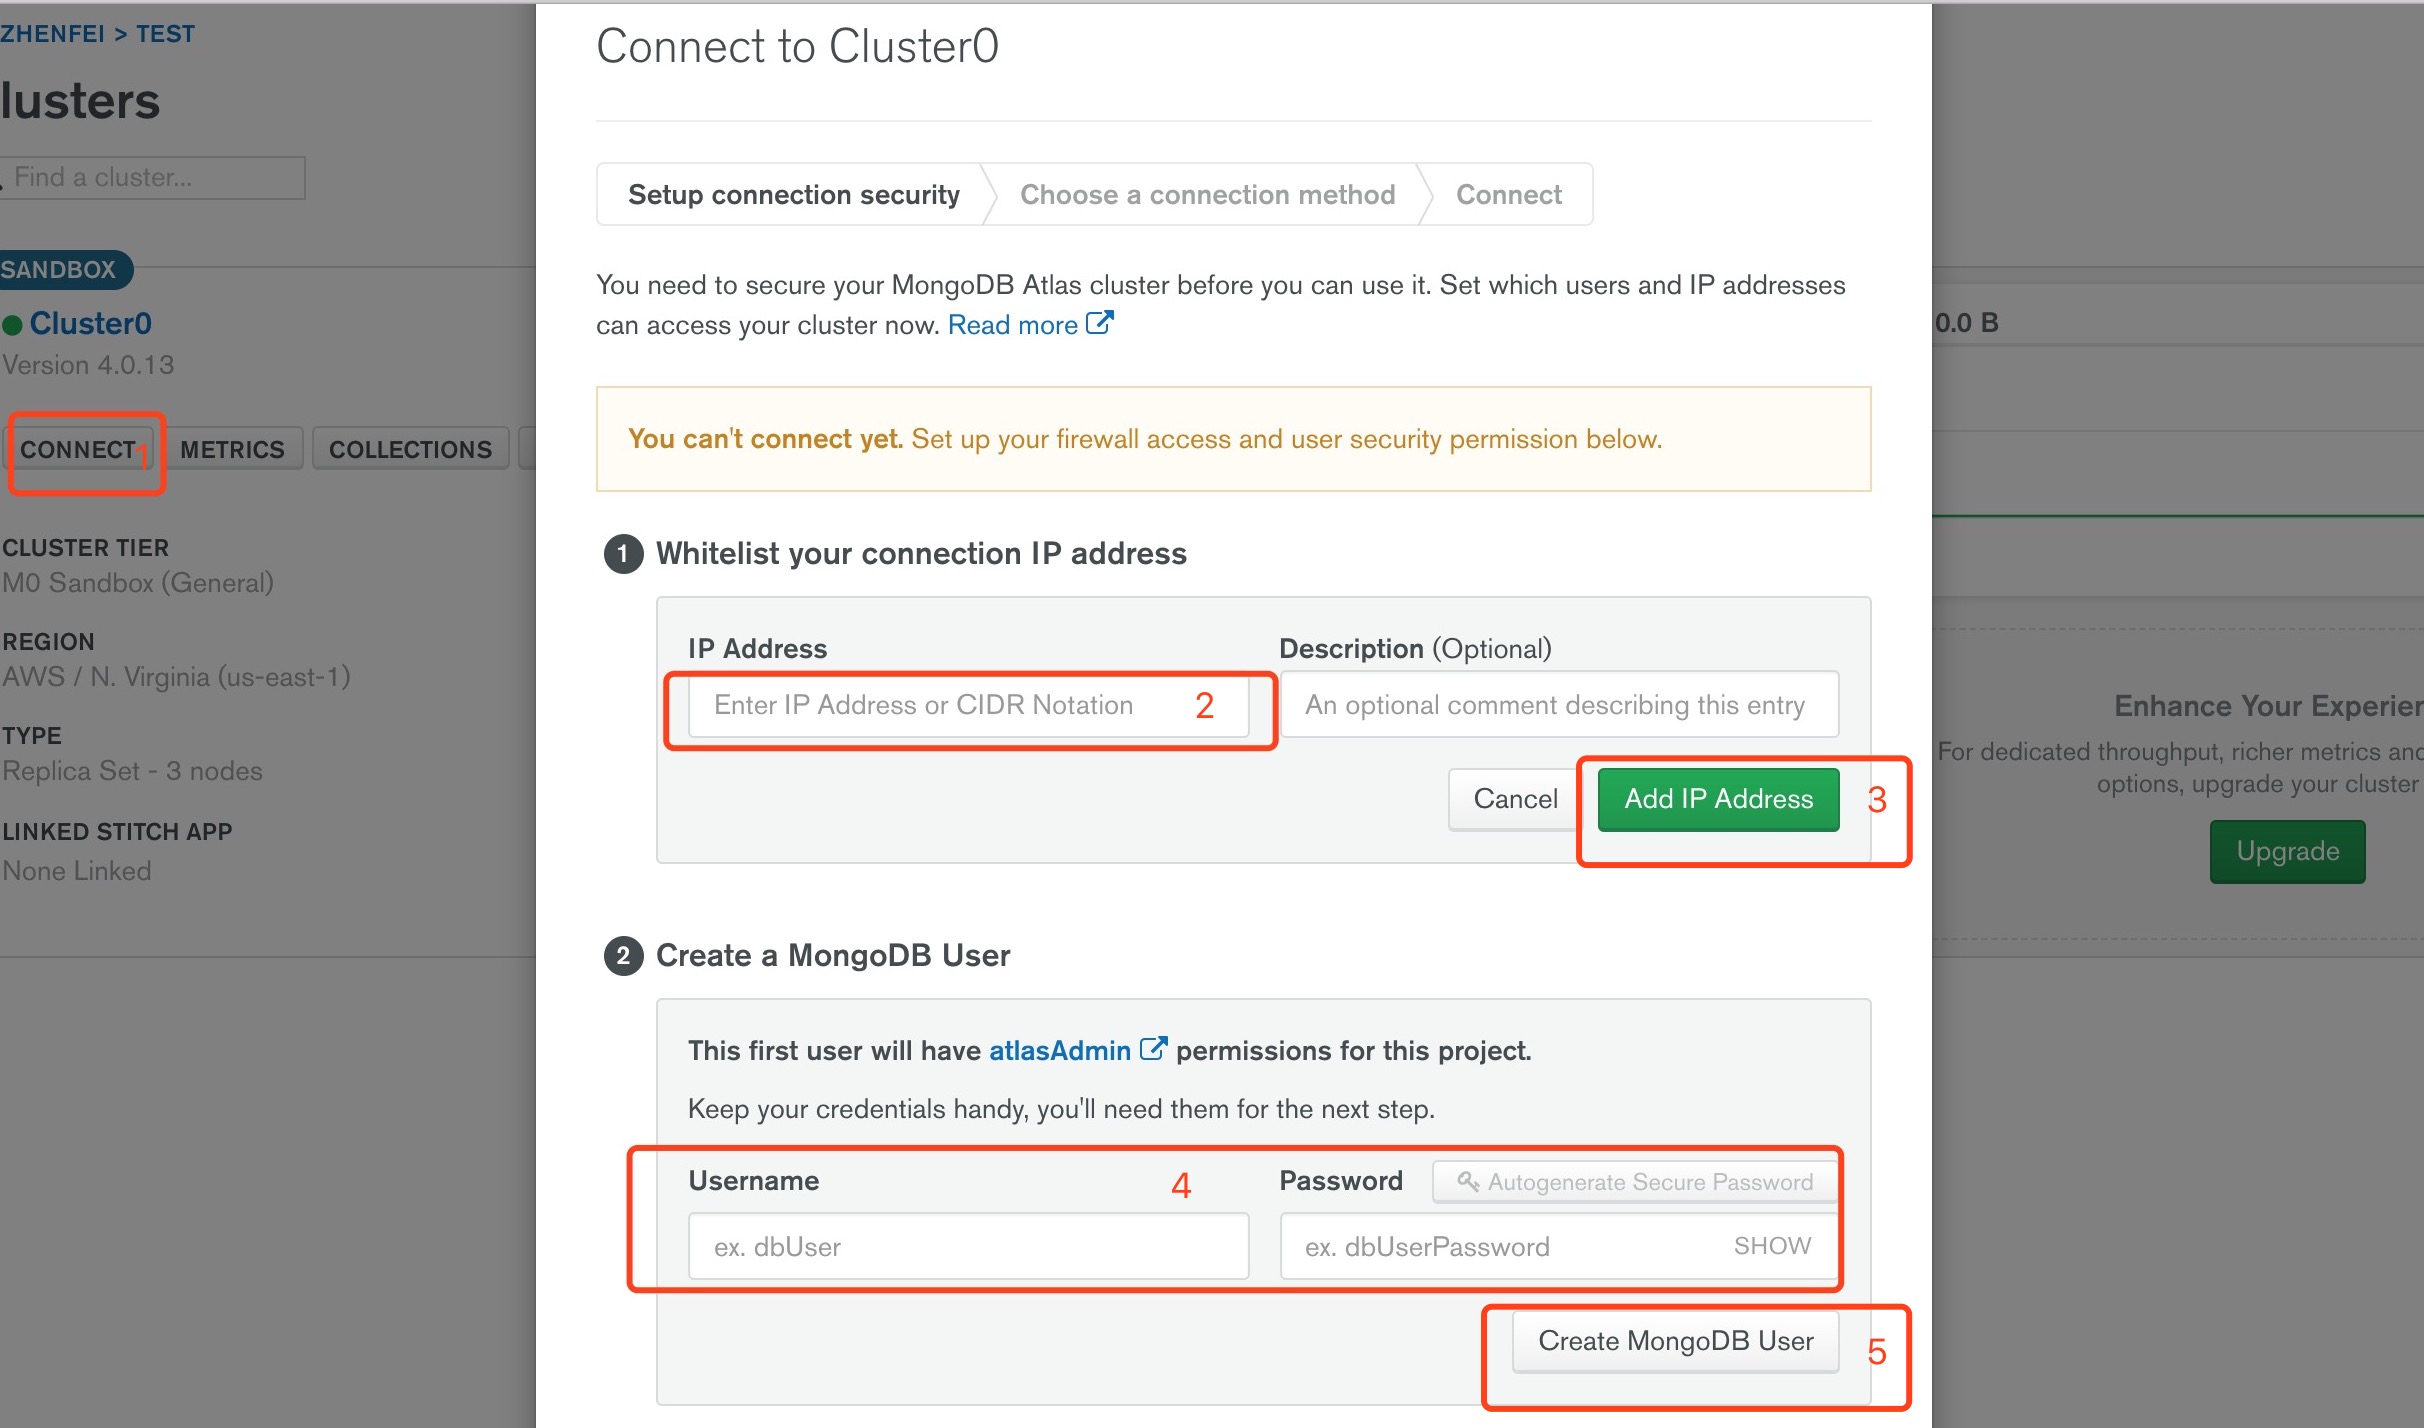 ZHENFEI > TEST
lusters
Find a cluster...
SANDBOX
Cluster0
Version 4.0.13
CONNECT 1
METRICS
COLLECTIONS
CLUSTER TIER
M0 Sandbox (General)
REGION
AWS / N. Virginia (us-east-1)
TYPE
Replica Set - 3 nodes
LINKED STITCH APP
None Linked
Connect to Cluster0
Setup connection security
Choose a connection method
Connect
You need to secure your MongoDB Atlas cluster before you can use it. Set which users and IP addresses
can access your cluster now. Read more
You can't connect yet. Set up your firewall access and user security permission below.
1 Whitelist your connection IP address
IP Address
Description (Optional)
Enter IP Address or CIDR Notation 2
An optional comment describing this entry
Cancel
Add IP Address 3
2 Create a MongoDB User
This first user will have atlasAdmin permissions for this project.
Keep your credentials handy, you'll need them for the next step.
Username 4
Password
Autogenerate Secure Password
ex. dbUser
ex. dbUserPassword
SHOW
Create MongoDB User 5
0.0 B
Enhance Your Experien
For dedicated throughput, richer metrics and
options, upgrade your cluster
Upgrade